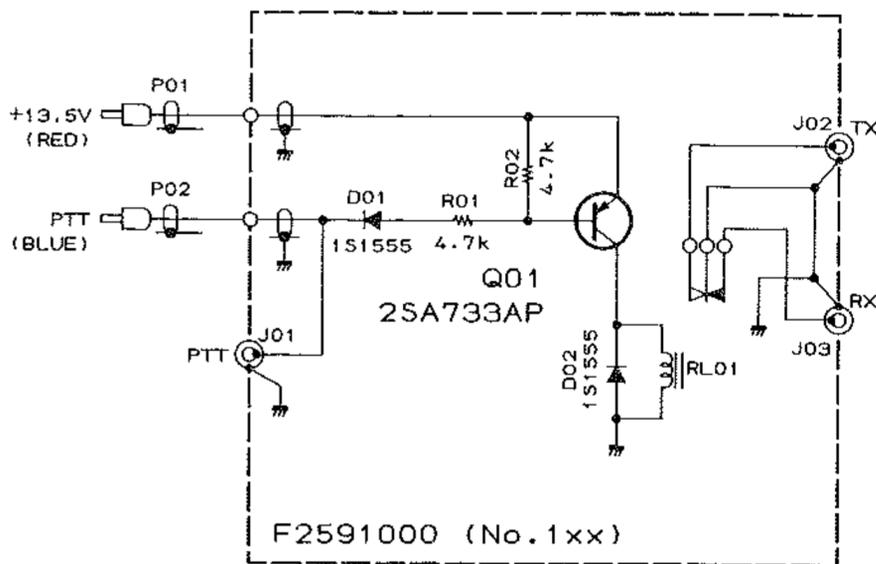 P01
+13.5V
(RED)
P02
PTT
(BLUE)
D01
1S1555
R01
4.7k
R02
4.7k
Q01
2SA733AP
J01
PTT
D02
1S1555
RL01
J02
TX
RX
J03
F2591000 (No.1xx)